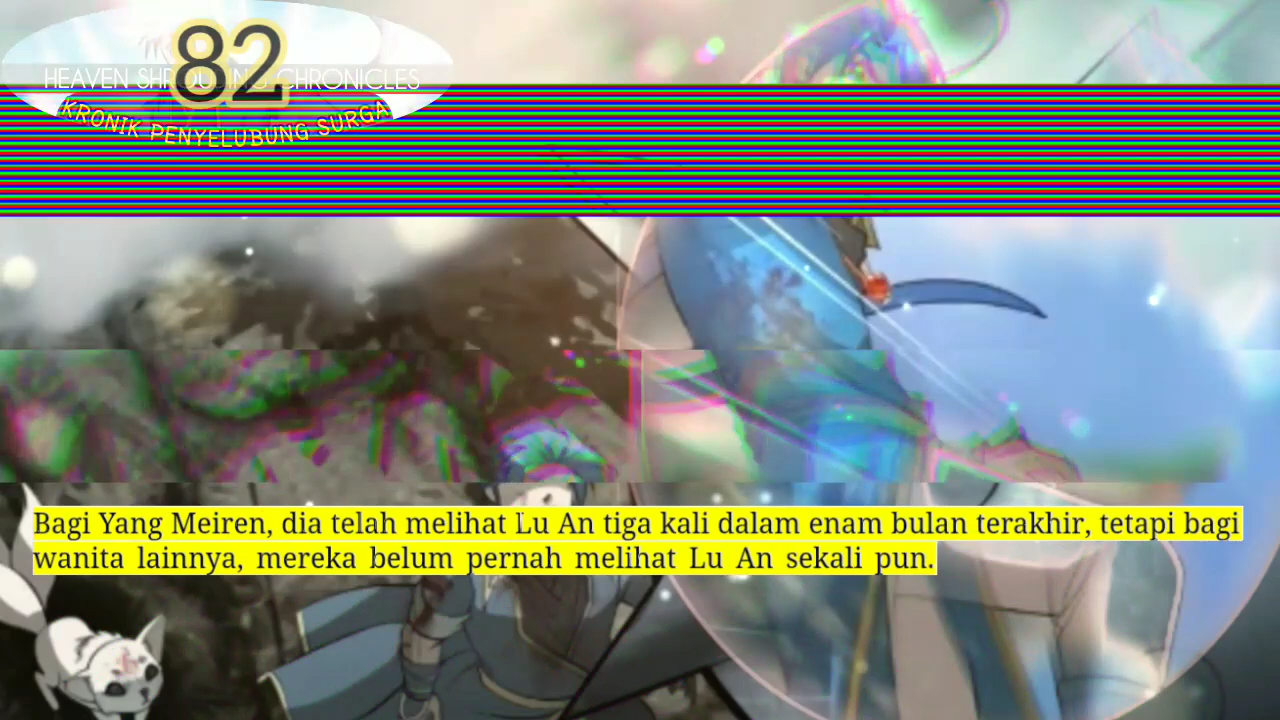 82
HEAVEN SHROUDING CHRONICLES
KRONIK PENYELUBUNG SURGA
Bagi Yang Meiren, dia telah melihat Lu An tiga kali dalam enam bulan terakhir, tetapi bagi
wanita lainnya, mereka belum pernah melihat Lu An sekali pun.